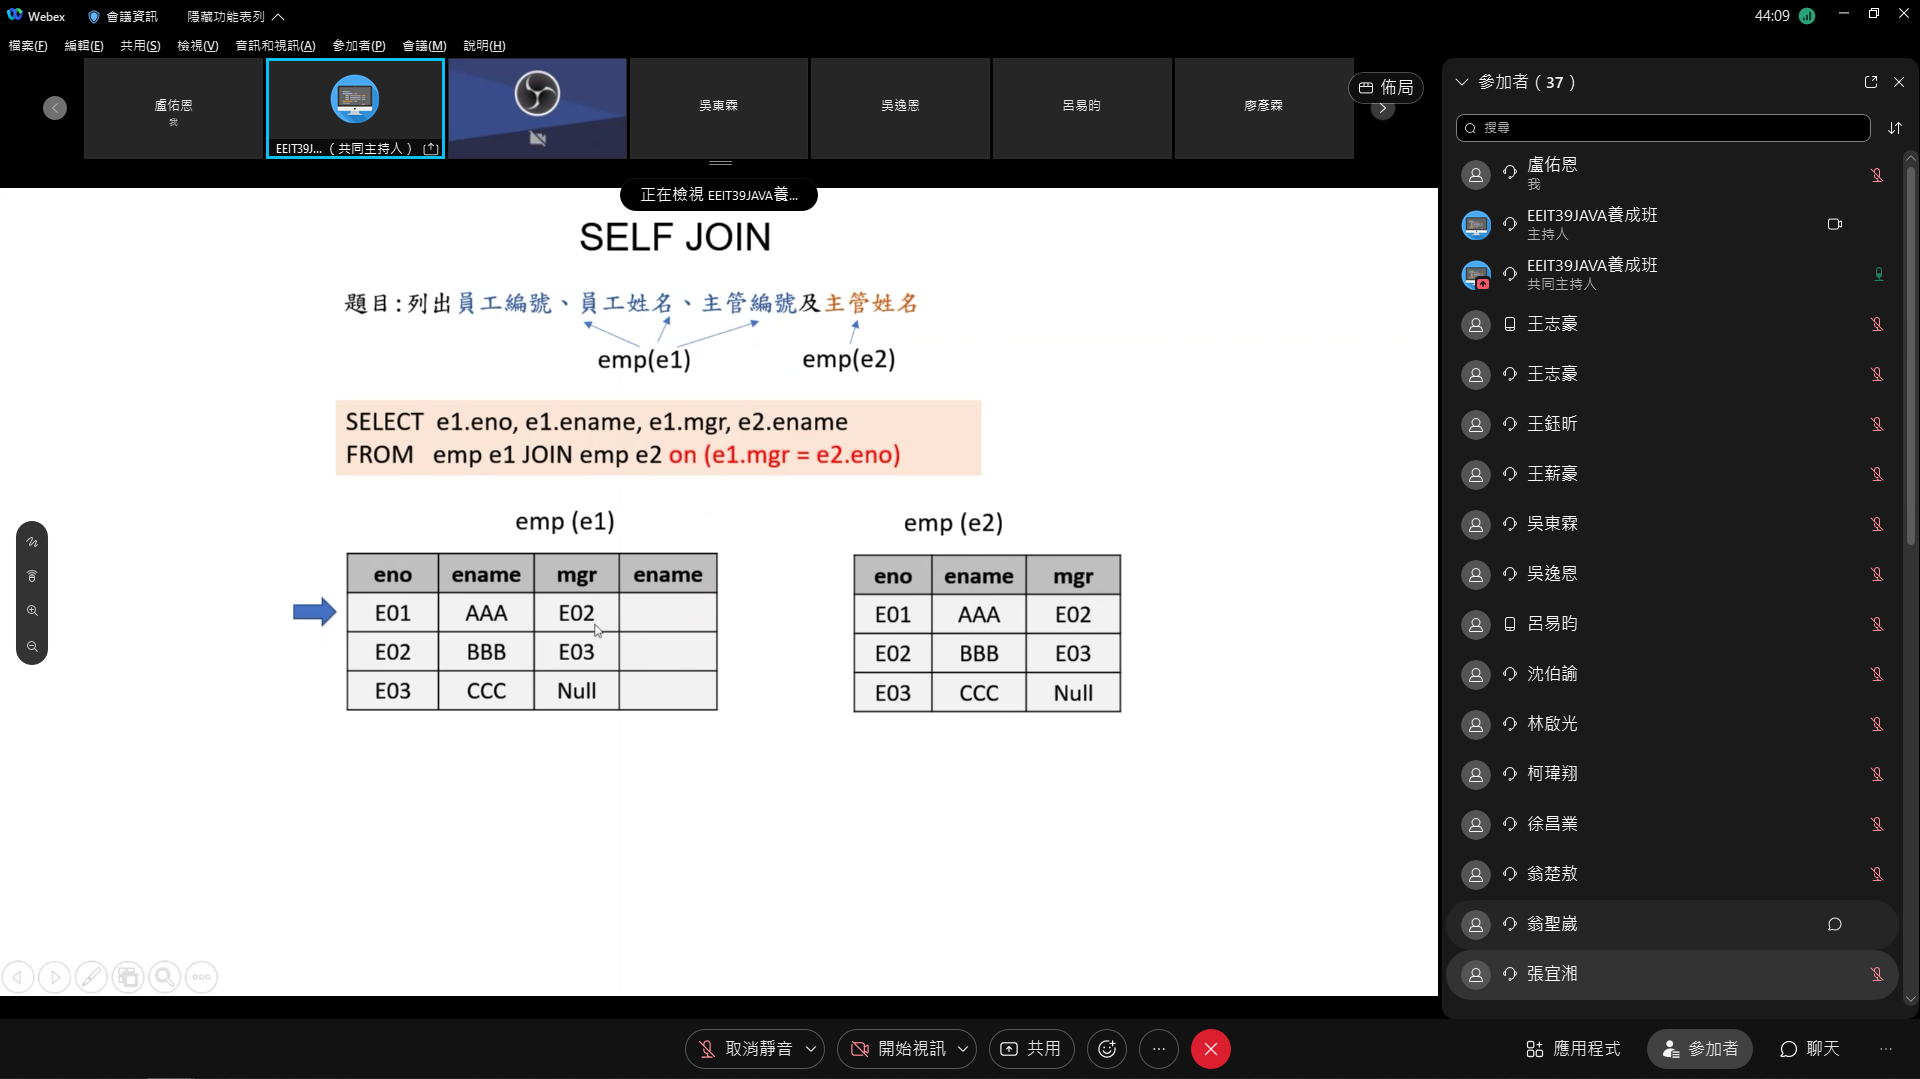 Webex 會議資訊 隱藏功能表列 44:09
檔案(F) 編輯(E) 共用(S) 檢視(V) 音訊和視訊(A) 參加者(P) 會議(M) 說明(H)
盧佑恩
我
EEIT39J... （共同主持人）
吳東霖
吳逸恩
呂易昀
廖彥霖
佈局
正在檢視 EEIT39JAVA養...
SELF JOIN
題目:列出員工編號、員工姓名、主管編號及主管姓名
emp(e1) emp(e2)
SELECT e1.eno, e1.ename, e1.mgr, e2.ename
FROM emp e1 JOIN emp e2 on (e1.mgr = e2.eno)
emp (e1)
eno ename mgr ename
E01 AAA E02
E02 BBB E03
E03 CCC Null
emp (e2)
eno ename mgr
E01 AAA E02
E02 BBB E03
E03 CCC Null
參加者（37）
搜尋
盧佑恩
我
EEIT39JAVA養成班
主持人
EEIT39JAVA養成班
共同主持人
王志豪
王志豪
王鈺昕
王薪豪
吳東霖
吳逸恩
呂易昀
沈伯諭
林啟光
柯瑋翔
徐昌業
翁楚敖
翁聖崴
張宜湘
取消靜音 開始視訊 共用 應用程式 參加者 聊天